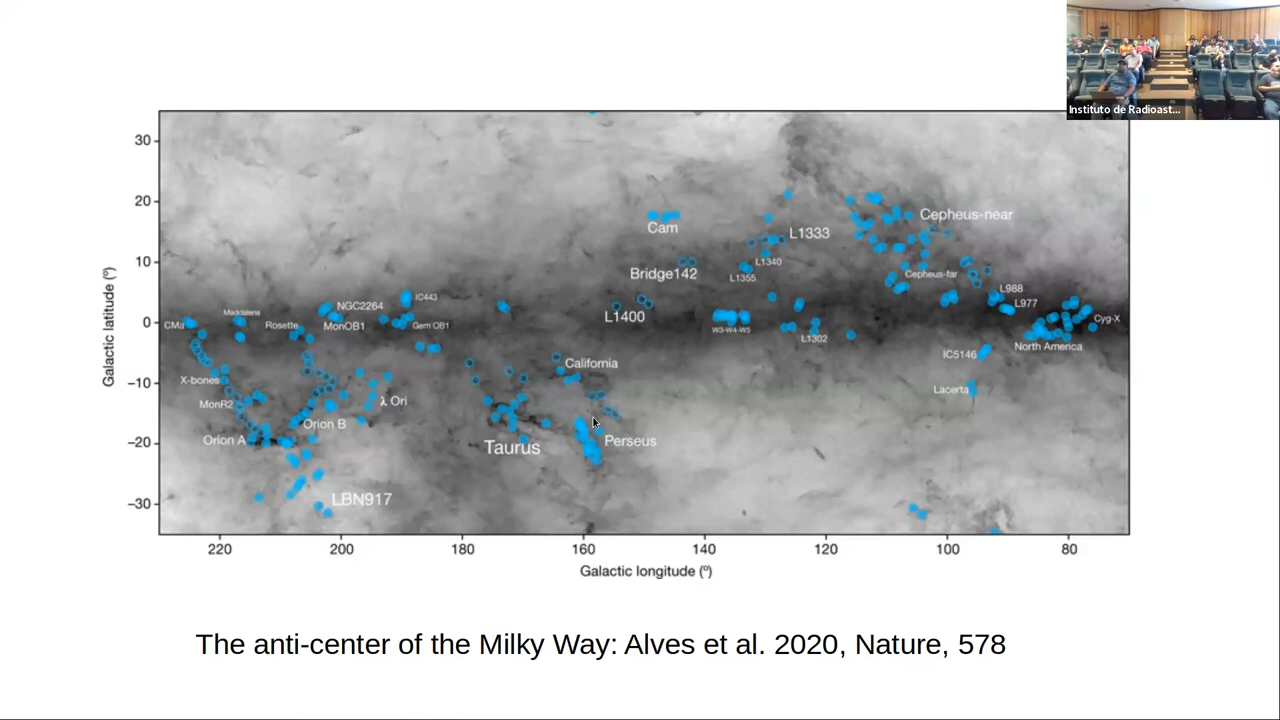 Instituto de Radioast...
30
20
10
0
−10
−20
−30
Galactic latitude (º)
Cepheus-near
Cam
L1333
L1340
L1355
Bridge142
Cepheus-far
L988
L977
IC443
NGC2264
Maddalena
CMa
Rosette
MonOB1
Gem OB1
L1400
W3-W4-W5
L1302
Cyg-X
North America
IC5146
California
X-bones
Lacerta
MonR2
λ Ori
Orion B
Orion A
Taurus
Perseus
LBN917
220
200
180
160
140
120
100
80
Galactic longitude (º)
The anti-center of the Milky Way: Alves et al. 2020, Nature, 578